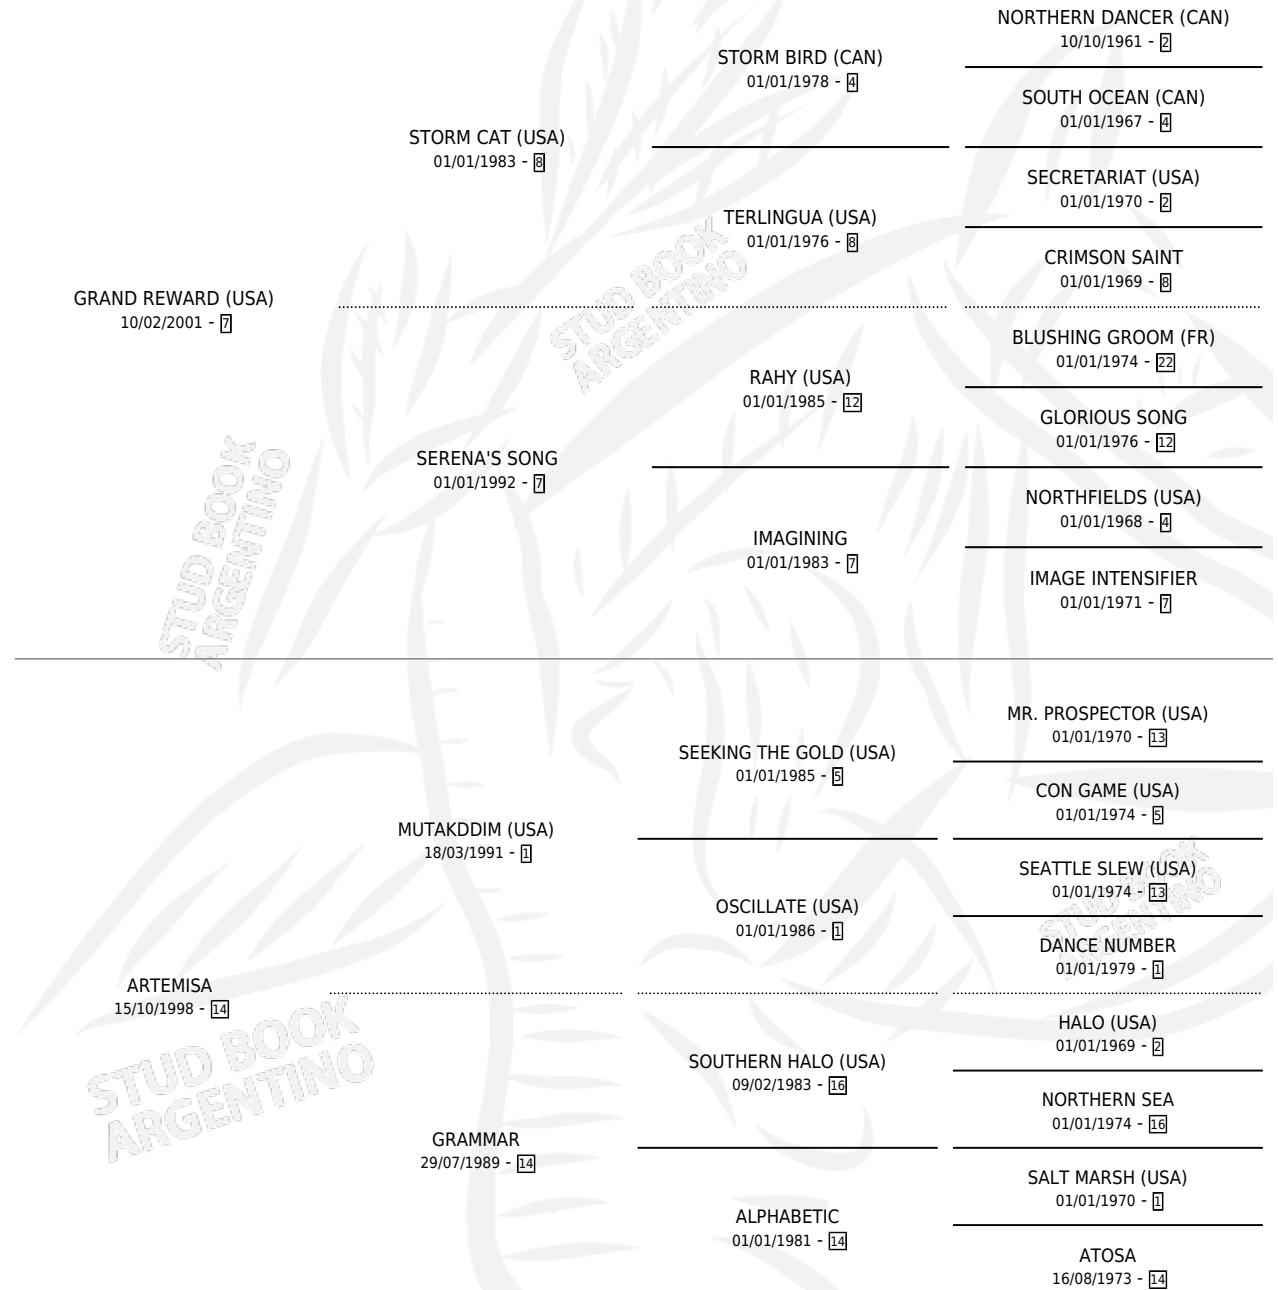 NORTHERN DANCER (CAN)
10/10/1961 - 2
STORM BIRD (CAN)
01/01/1978 - 4
SOUTH OCEAN (CAN)
01/01/1967 - 4
STORM CAT (USA)
01/01/1983 - 8
SECRETARIAT (USA)
01/01/1970 - 2
TERLINGUA (USA)
01/01/1976 - 8
CRIMSON SAINT
01/01/1969 - 8
GRAND REWARD (USA)
10/02/2001 - 7
BLUSHING GROOM (FR)
01/01/1974 - 22
RAHY (USA)
01/01/1985 - 12
GLORIOUS SONG
01/01/1976 - 12
SERENA'S SONG
01/01/1992 - 7
NORTHFIELDS (USA)
01/01/1968 - 4
IMAGINING
01/01/1983 - 7
IMAGE INTENSIFIER
01/01/1971 - 7
MR. PROSPECTOR (USA)
01/01/1970 - 13
SEEKING THE GOLD (USA)
01/01/1985 - 5
CON GAME (USA)
01/01/1974 - 5
MUTAKDDIM (USA)
18/03/1991 - 1
SEATTLE SLEW (USA)
01/01/1974 - 13
OSCILLATE (USA)
01/01/1986 - 1
DANCE NUMBER
01/01/1979 - 1
ARTEMISA
15/10/1998 - 14
HALO (USA)
01/01/1969 - 2
SOUTHERN HALO (USA)
09/02/1983 - 16
NORTHERN SEA
01/01/1974 - 16
GRAMMAR
29/07/1989 - 14
SALT MARSH (USA)
01/01/1970 - 1
ALPHABETIC
01/01/1981 - 14
ATOSA
16/08/1973 - 14
STUD BOOK
ARGENTINO
STUD BOOK
ARGENTINO
STUD BOOK
ARGENTINO
STUD BOOK
ARGENTINO